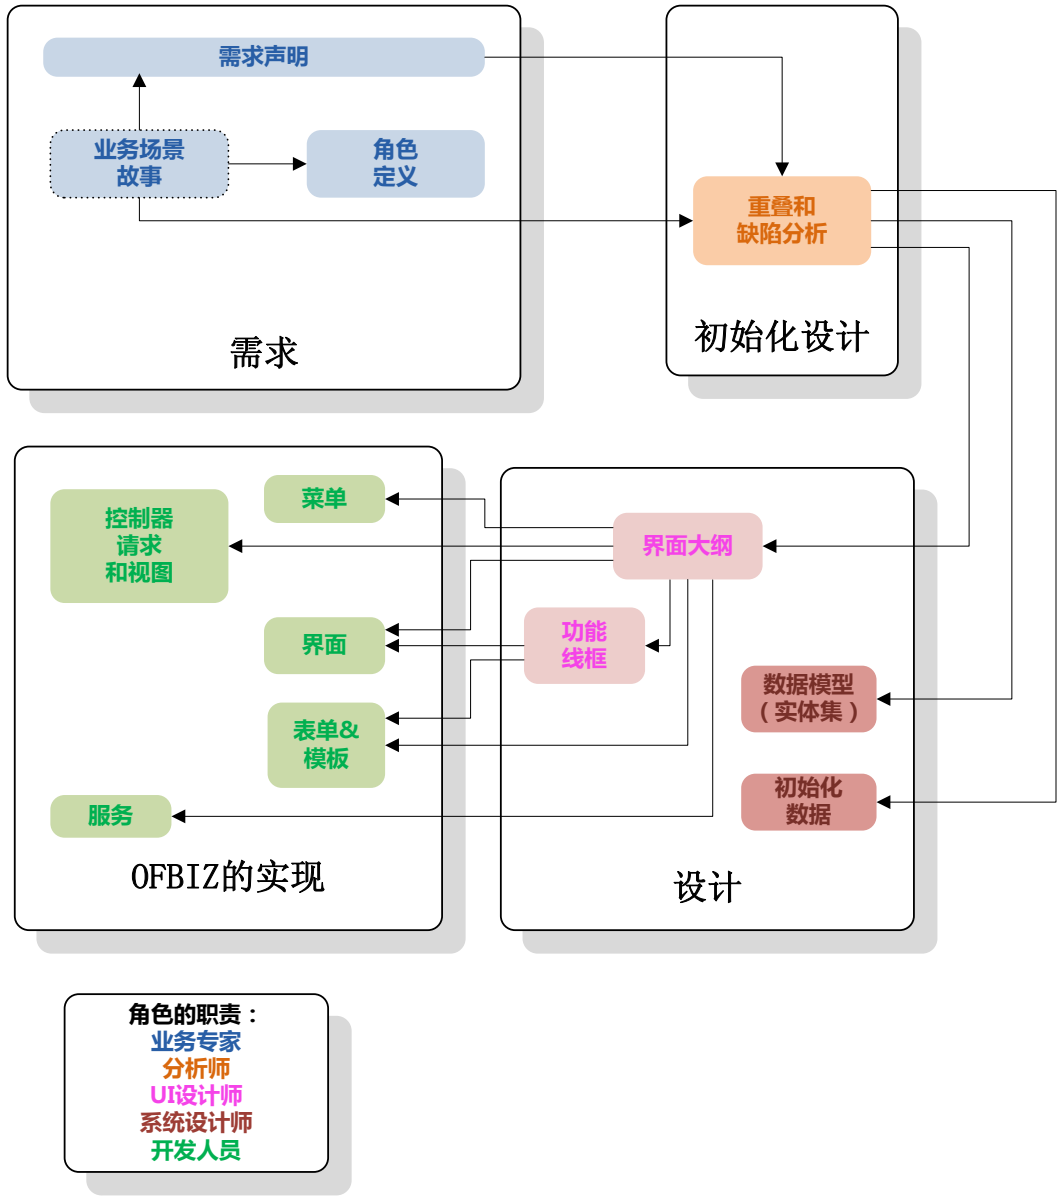 需求声明
业务场景
故事
角色
定义
需求
重叠和
缺陷分析
初始化设计
菜单
控制器
请求
和视图
界面
表单&
模板
服务
OFBIZ的实现
界面大纲
功能
线框
数据模型
（实体集）
初始化
数据
设计
角色的职责：
业务专家
分析师
UI设计师
系统设计师
开发人员